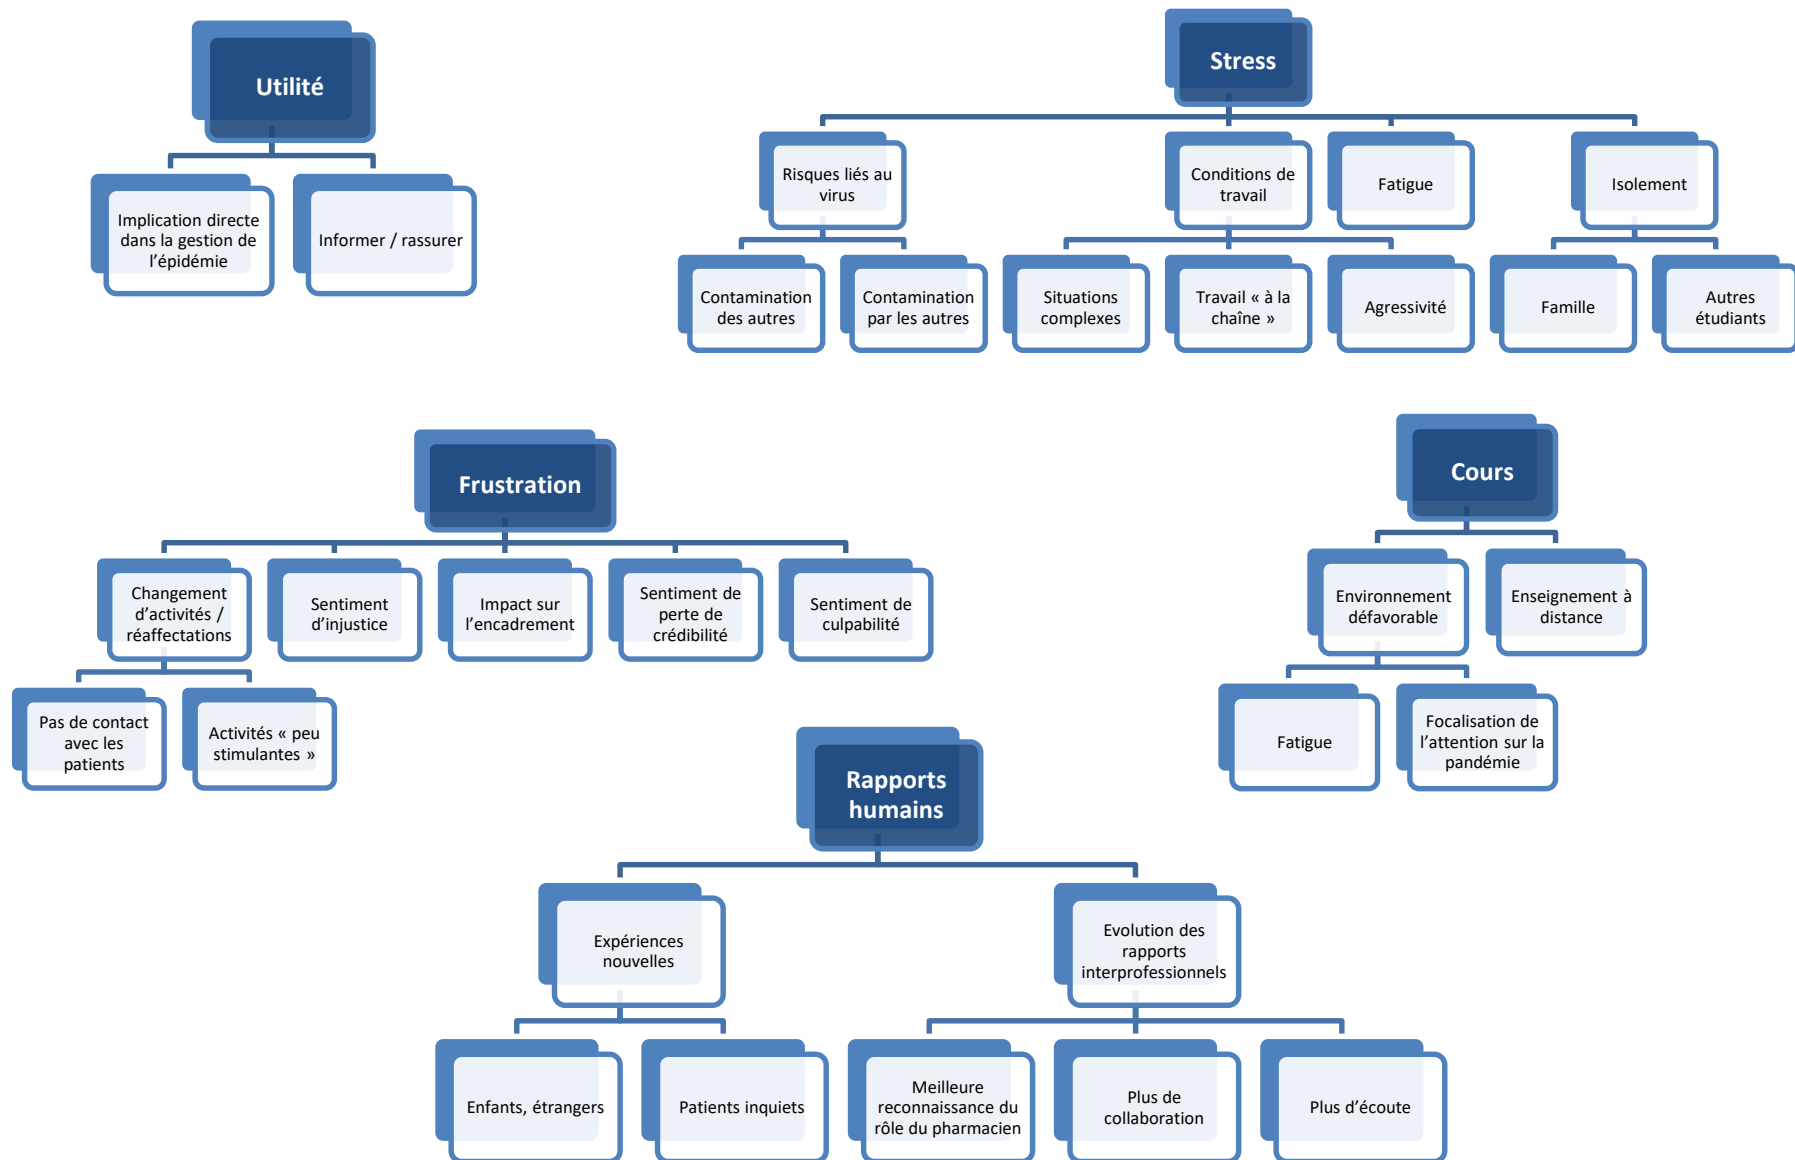 Utilité
Implication directe
dans la gestion de
l'épidémie
Informer / rassurer
Stress
Risques liés au
virus
Conditions de
travail
Fatigue
Isolement
Contamination
des autres
Contamination
par les autres
Situations
complexes
Travail « à la
chaîne »
Agressivité
Famille
Autres
étudiants
Frustration
Changement
d'activités /
réaffectations
Sentiment
d'injustice
Impact sur
l'encadrement
Sentiment de
perte de
crédibilité
Sentiment de
culpabilité
Pas de contact
avec les
patients
Activités « peu
stimulantes »
Cours
Environnement
défavorable
Enseignement à
distance
Fatigue
Focalisation de
l'attention sur la
pandémie
Rapports
humains
Expériences
nouvelles
Evolution des
rapports
interprofessionnels
Enfants, étrangers
Patients inquiets
Meilleure
reconnaissance du
rôle du pharmacien
Plus de
collaboration
Plus d'écoute